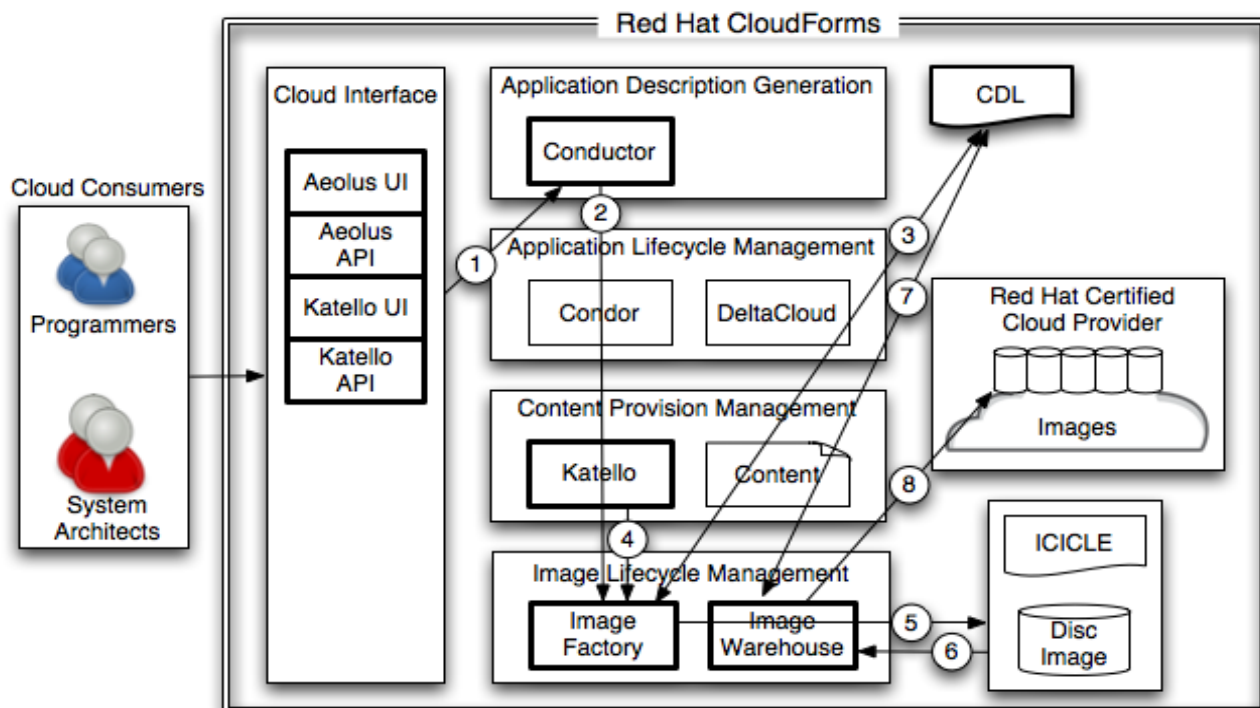 Red Hat CloudForms
Cloud Consumers
Programmers
System
Architects
Cloud Interface
Aeolus UI
Aeolus
API
Katello UI
Katello
API
Application Description Generation
Conductor
1
2
Application Lifecycle Management
Condor
DeltaCloud
Content Provision Management
Katello
Content
4
Image Lifecycle Management
Image
Factory
Image
Warehouse
CDL
3
7
Red Hat Certified
Cloud Provider
Images
8
5
6
ICICLE
Disc
Image